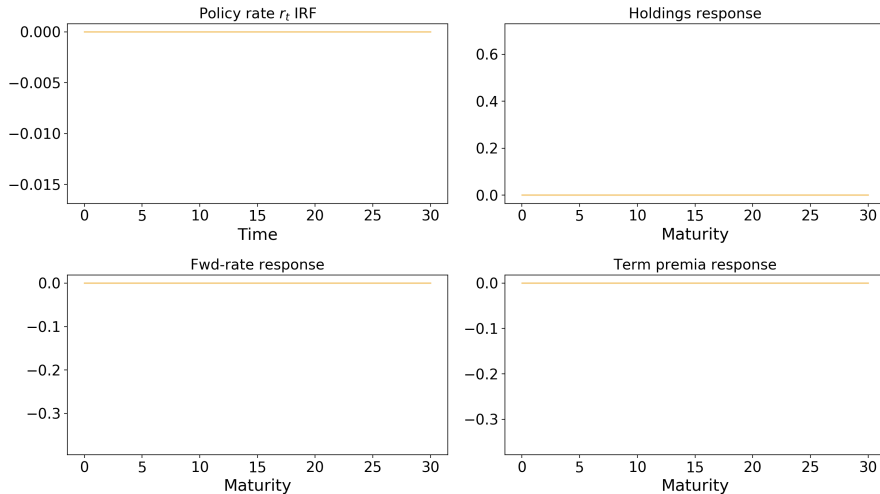 Policy rate r_t IRF
0.000
−0.005
−0.010
−0.015
0 5 10 15 20 25 30
Time
Holdings response
0.6
0.4
0.2
0.0
0 5 10 15 20 25 30
Maturity
Fwd-rate response
0.0
−0.1
−0.2
−0.3
0 5 10 15 20 25 30
Maturity
Term premia response
0.0
−0.1
−0.2
−0.3
0 5 10 15 20 25 30
Maturity